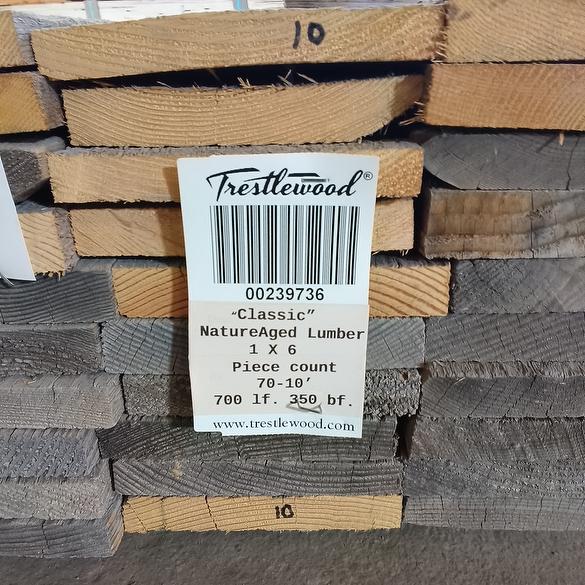 10
Trestlewood®
00239736
"Classic"
NatureAged Lumber
1 X 6
Piece count
70-10'
700 lf. 350 bf.
www.trestlewood.com
10